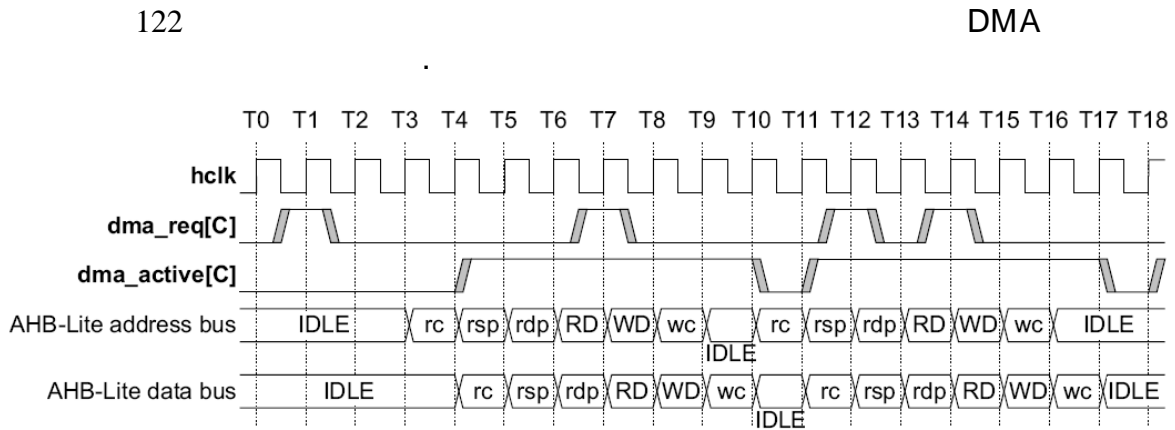 122 DMA
.
T0 T1 T2 T3 T4 T5 T6 T7 T8 T9 T10 T11 T12 T13 T14 T15 T16 T17 T18
hclk
dma_req[C]
dma_active[C]
AHB-Lite address bus IDLE rc rsp rdp RD WD wc IDLE rc rsp rdp RD WD wc IDLE
AHB-Lite data bus IDLE rc rsp rdp RD WD wc IDLE rc rsp rdp RD WD wc IDLE